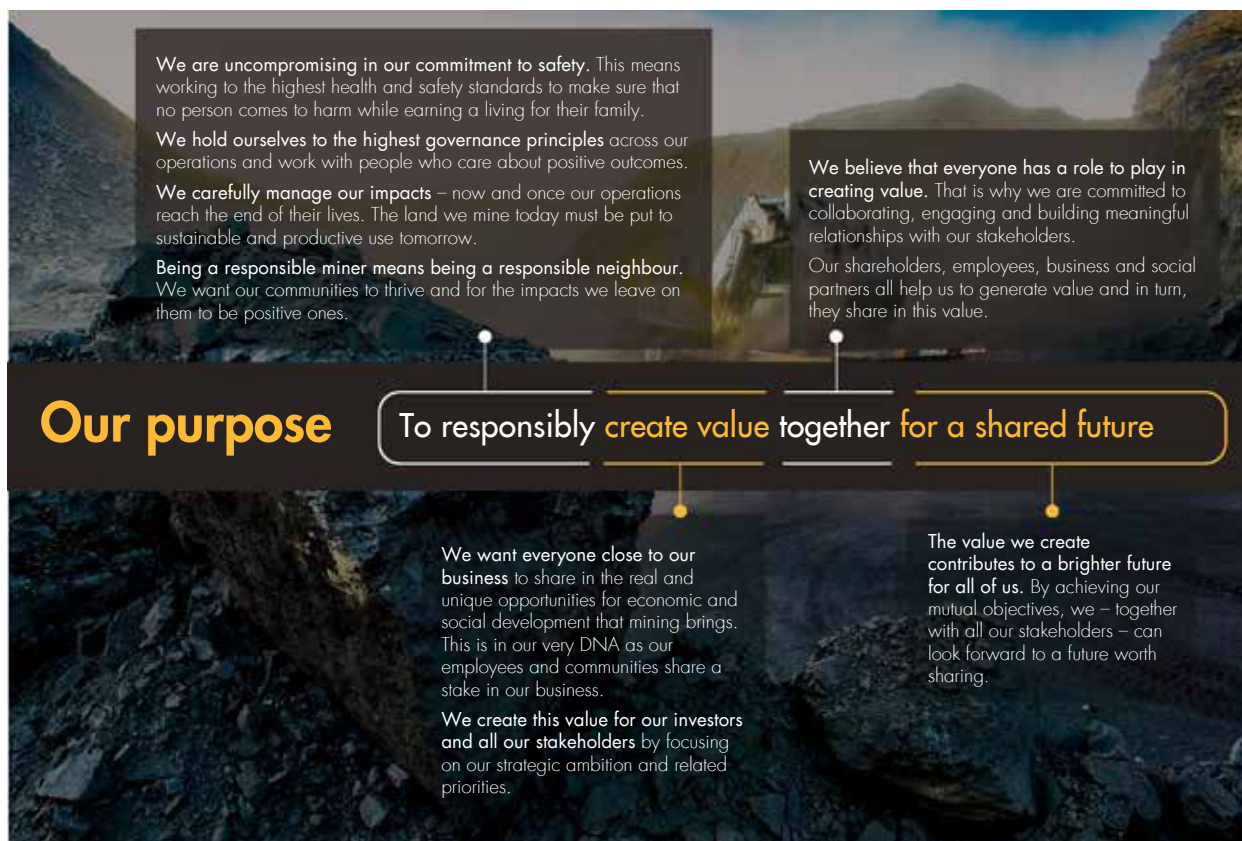 We are uncompromising in our commitment to safety. This means
working to the highest health and safety standards to make sure that
no person comes to harm while earning a living for their family.
We hold ourselves to the highest governance principles across our
operations and work with people who care about positive outcomes.
We carefully manage our impacts – now and once our operations
reach the end of their lives. The land we mine today must be put to
sustainable and productive use tomorrow.
Being a responsible miner means being a responsible neighbour.
We want our communities to thrive and for the impacts we leave on
them to be positive ones.
We believe that everyone has a role to play in
creating value. That is why we are committed to
collaborating, engaging and building meaningful
relationships with our stakeholders.
Our shareholders, employees, business and social
partners all help us to generate value and in turn,
they share in this value.
Our purpose
To responsibly create value together for a shared future
We want everyone close to our
business to share in the real and
unique opportunities for economic and
social development that mining brings.
This is in our very DNA as our
employees and communities share a
stake in our business.
We create this value for our investors
and all our stakeholders by focusing
on our strategic ambition and related
priorities.
The value we create
contributes to a brighter future
for all of us. By achieving our
mutual objectives, we – together
with all our stakeholders – can
look forward to a future worth
sharing.